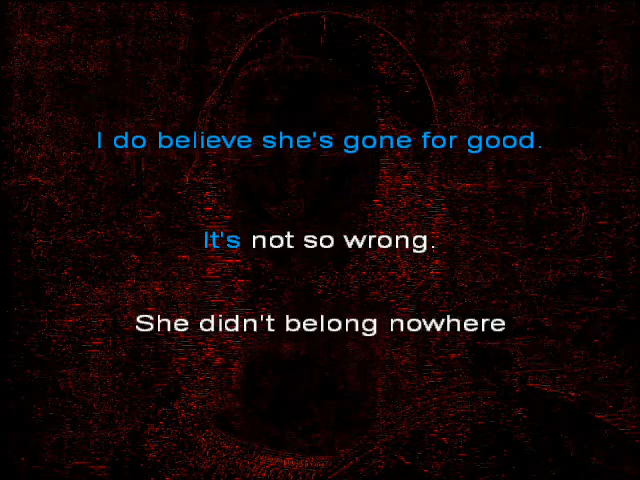 I do believe she's gone for good.
It's not so wrong.
She didn't belong nowhere